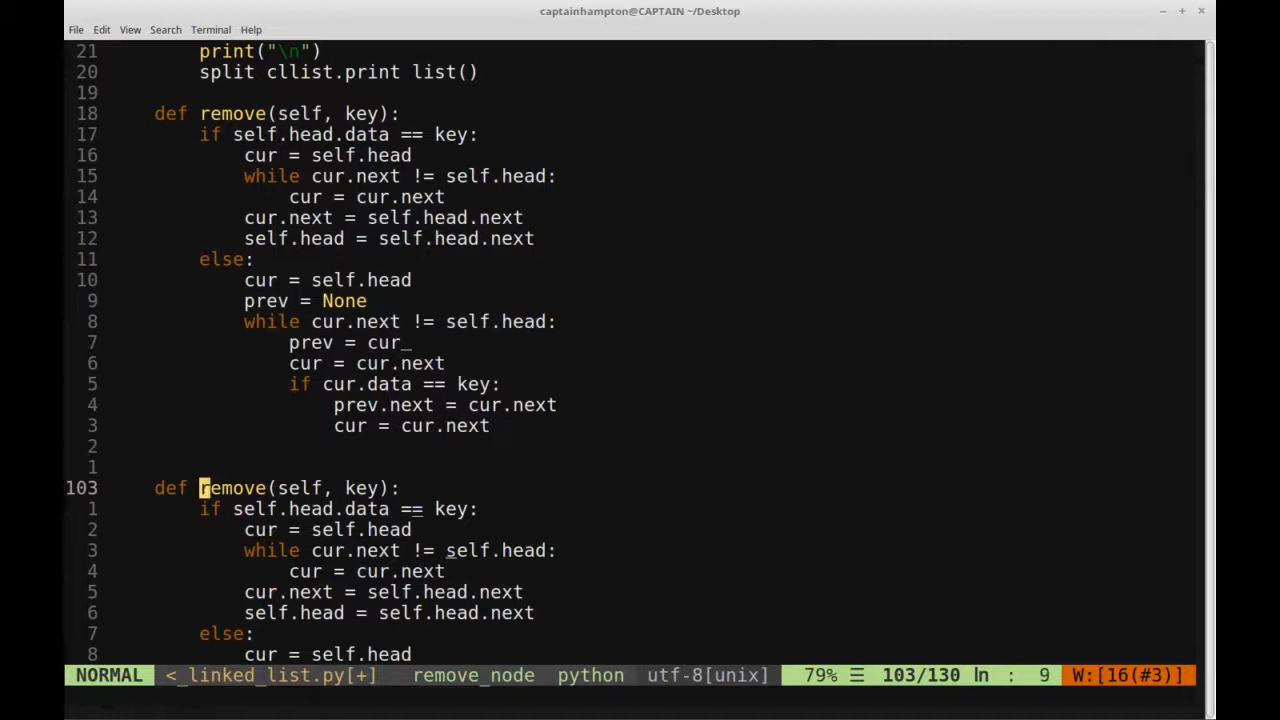 captainhampton@CAPTAIN ~/Desktop
File Edit View Search Terminal Help
21 print("\n")
20 split cllist.print list()
19
18 def remove(self, key):
17 if self.head.data == key:
16 cur = self.head
15 while cur.next != self.head:
14 cur = cur.next
13 cur.next = self.head.next
12 self.head = self.head.next
11 else:
10 cur = self.head
9 prev = None
8 while cur.next != self.head:
7 prev = cur_
6 cur = cur.next
5 if cur.data == key:
4 prev.next = cur.next
3 cur = cur.next
2
1
103 def remove(self, key):
1 if self.head.data == key:
2 cur = self.head
3 while cur.next != self.head:
4 cur = cur.next
5 cur.next = self.head.next
6 self.head = self.head.next
7 else:
8 cur = self.head
NORMAL <_linked_list.py[+] remove_node python utf-8[unix] 79% ☰ 103/130 ln : 9 W:[16(#3)]